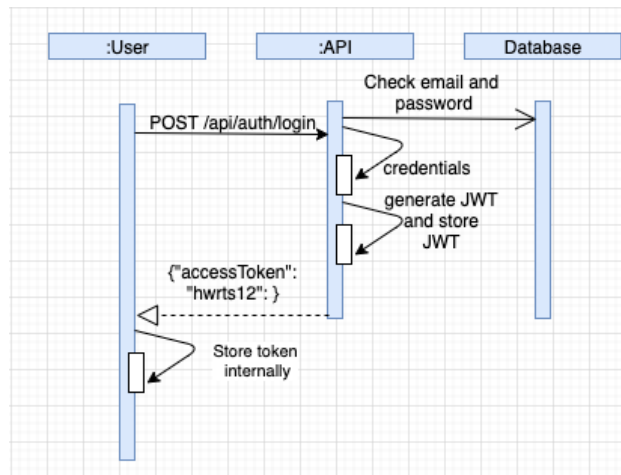 :User
:API
Database
Check email and
password
POST /api/auth/login
credentials
generate JWT
and store
JWT
{"accessToken":
"hwrts12": }
Store token
internally